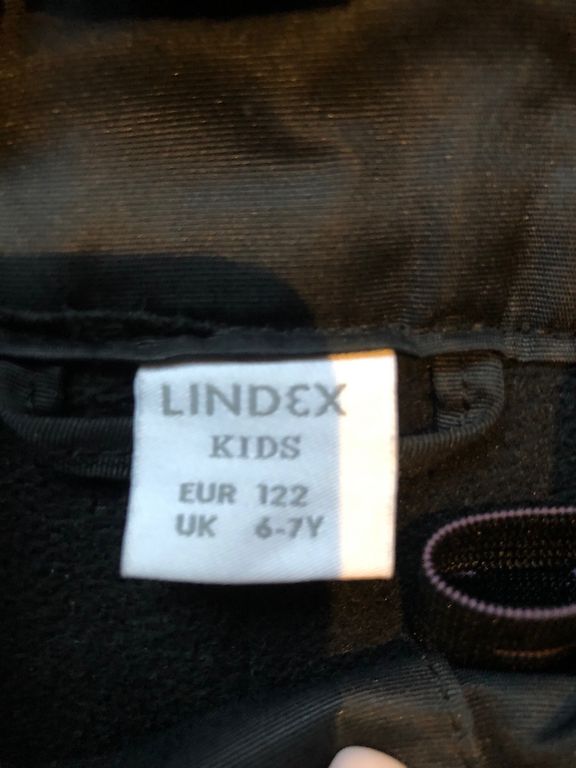 LINDEX
KIDS
EUR 122
UK 6-7Y